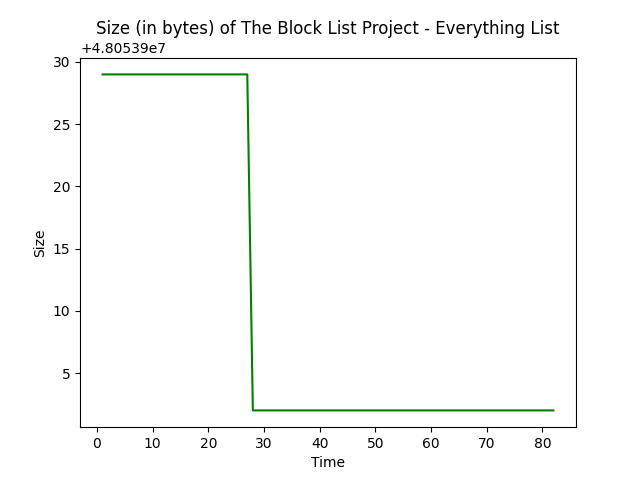 Size (in bytes) of The Block List Project - Everything List
+4.80539e7
30
25
20
15
10
5
Size
0 10 20 30 40 50 60 70 80
Time